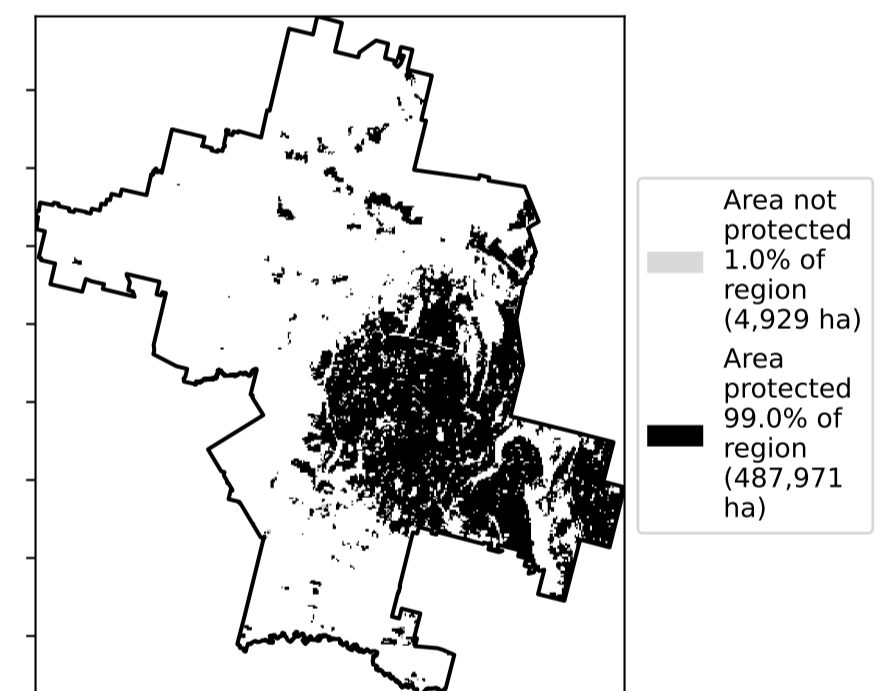 Area not
protected
1.0% of
region
(4,929 ha)
Area
protected
99.0% of
region
(487,971
ha)